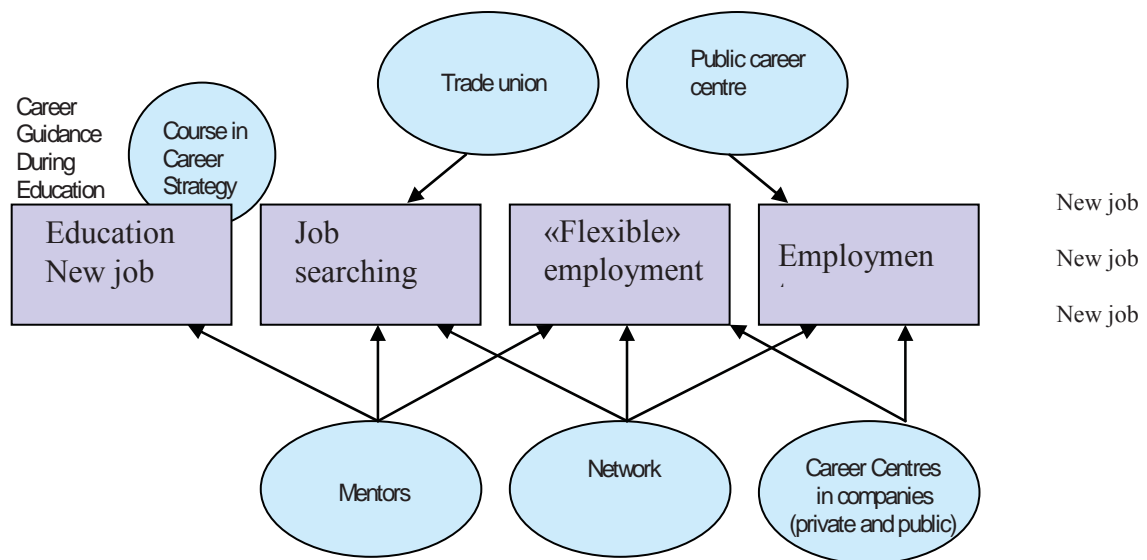 Trade union
Public career
centre
Career
Guidance
During
Education
Course in
Career
Strategy
Education
New job
Job
searching
«Flexible»
employment
Employmen
New job
New job
New job
Mentors
Network
Career Centres
in companies
(private and public)